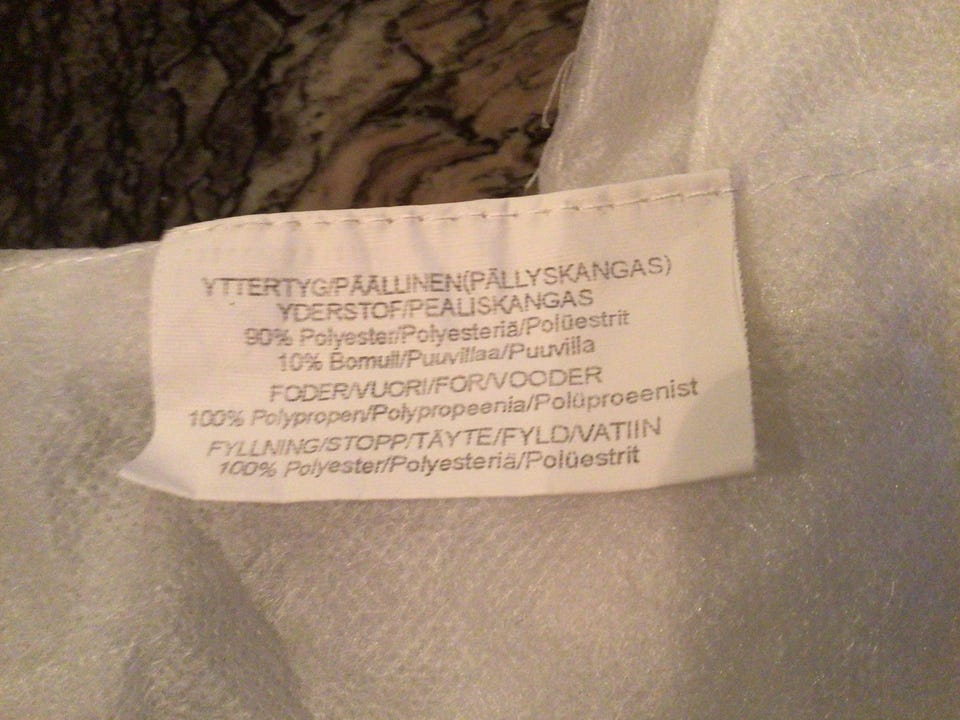 YTTERTYG/PÄÄLLINEN(PÄLLYSKANGAS)
YDERSTOF/PEALISKANGAS
90% Polyester/Polyesteriä/Polüestrit
10% Bomull/Puuvillaa/Puuvilla
FODER/VUORI/FOR/VOODER
100% Polypropen/Polypropeenia/Polüproeenist
FYLLNING/STOPP/TÄYTE/FYLD/VATIIN
100% Polyester/Polyesteriä/Polüestrit